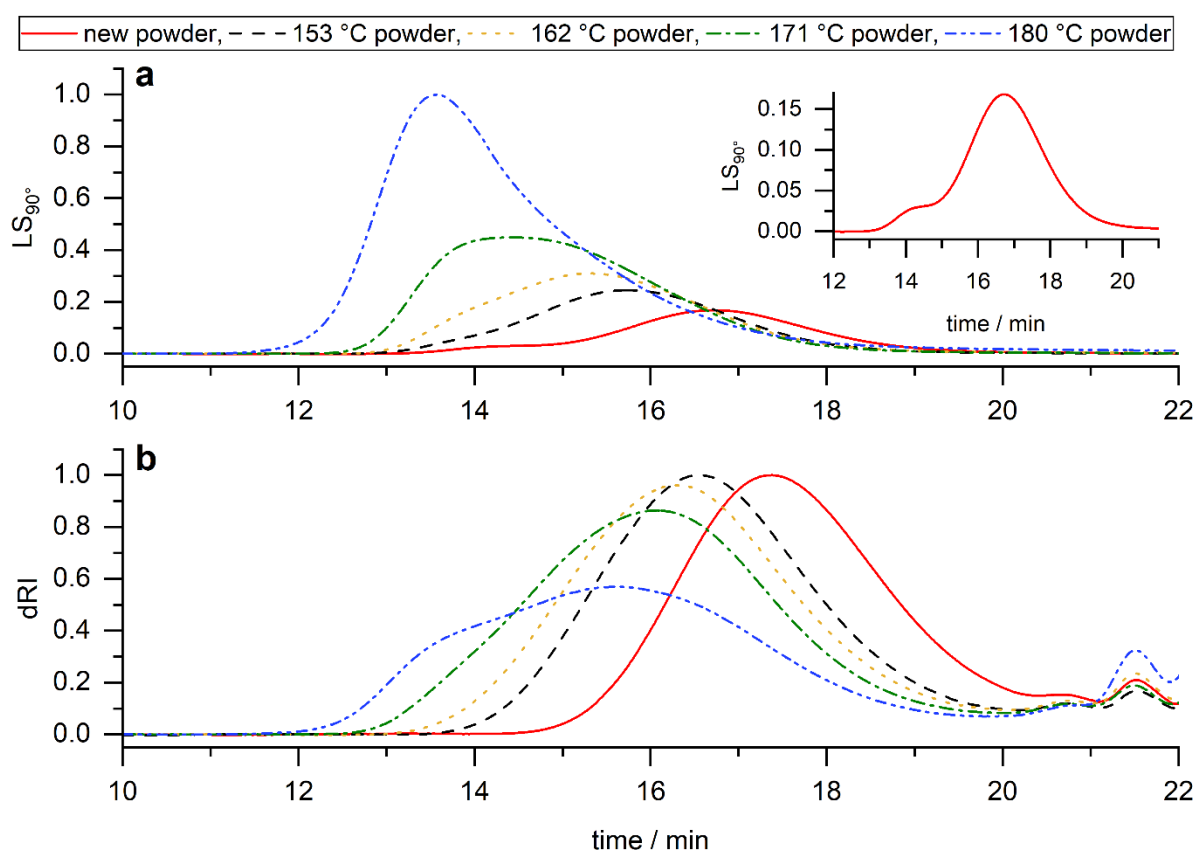 new powder, 153 °C powder, 162 °C powder, 171 °C powder, 180 °C powder
a
1.0
0.8
0.6
0.4
0.2
0.0
LS90°
10 12 14 16 18 20 22
0.15
0.10
0.05
0.00
LS90°
12 14 16 18 20
time / min
b
1.0
0.8
0.6
0.4
0.2
0.0
dRI
10 12 14 16 18 20 22
time / min